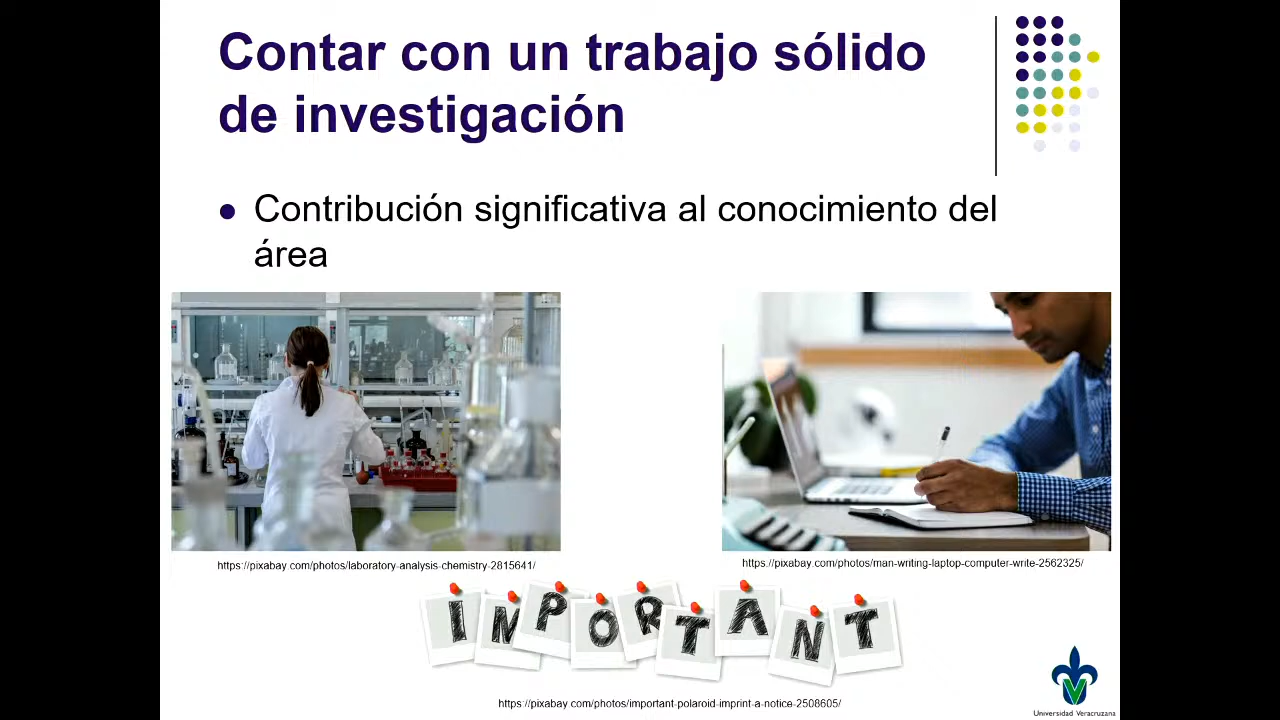 Contar con un trabajo sólido
de investigación
Contribución significativa al conocimiento del
área
https://pixabay.com/photos/laboratory-analysis-chemistry-2815641/
https://pixabay.com/photos/man-writing-laptop-computer-write-2562325/
INPORTANT
https://pixabay.com/photos/important-polaroid-imprint-a-notice-2508605/
Universidad Veracruzana